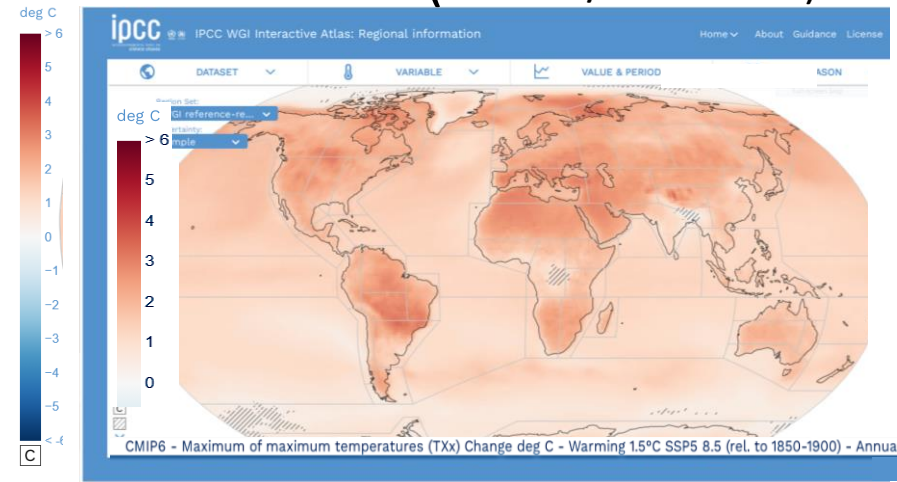 deg C
> 6
5
4
3
2
1
0
−1
−2
−3
−4
−5
C
ipcc
IPCC WGI Interactive Atlas: Regional information
Home About Guidance License
DATASET VARIABLE VALUE & PERIOD
deg C
> 6
5
4
3
2
1
0
CMIP6 - Maximum of maximum temperatures (TXx) Change deg C - Warming 1.5°C SSP5 8.5 (rel. to 1850-1900) - Annua